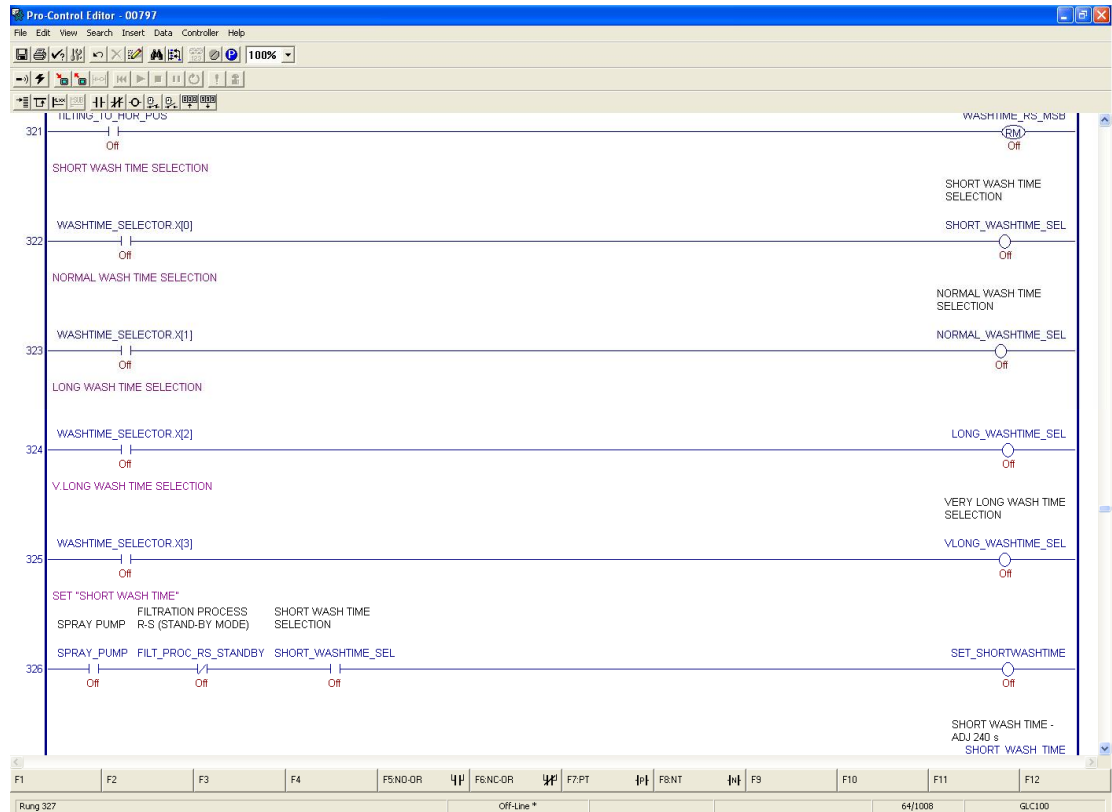 Pro-Control Editor - 00797
File Edit View Search Insert Data Controller Help
100%
TILTING_TO_HOR_POS WASHTIME_RS_MSB
321 RM
Off Off
SHORT WASH TIME SELECTION
SHORT WASH TIME
SELECTION
WASHTIME_SELECTOR.X[0] SHORT_WASHTIME_SEL
322
Off Off
NORMAL WASH TIME SELECTION
NORMAL WASH TIME
SELECTION
WASHTIME_SELECTOR.X[1] NORMAL_WASHTIME_SEL
323
Off Off
LONG WASH TIME SELECTION
WASHTIME_SELECTOR.X[2] LONG_WASHTIME_SEL
324
Off Off
V.LONG WASH TIME SELECTION
VERY LONG WASH TIME
SELECTION
WASHTIME_SELECTOR.X[3] VLONG_WASHTIME_SEL
325
Off Off
SET "SHORT WASH TIME"
FILTRATION PROCESS SHORT WASH TIME
SPRAY PUMP R-S (STAND-BY MODE) SELECTION
SPRAY_PUMP FILT_PROC_RS_STANDBY SHORT_WASHTIME_SEL SET_SHORTWASHTIME
326
Off Off Off Off
SHORT WASH TIME -
ADJ 240 s
SHORT_WASH_TIME
F1 F2 F3 F4 F5:NO-OR F6:NC-OR F7:PT F8:NT F9 F10 F11 F12
Rung 327 Off-Line * 64/1008 GLC100